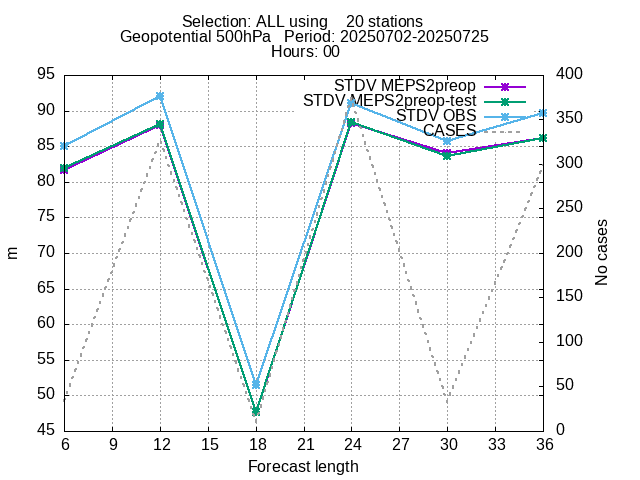 Selection: ALL using    20 stations
Geopotential 500hPa   Period: 20250702-20250725
Hours: 00
STDV MEPS2preop
STDV MEPS2preop-test
STDV OBS
CASES
95
90
85
80
75
70
65
60
55
50
45
m
400
350
300
250
200
150
100
50
0
No cases
6 9 12 15 18 21 24 27 30 33 36
Forecast length